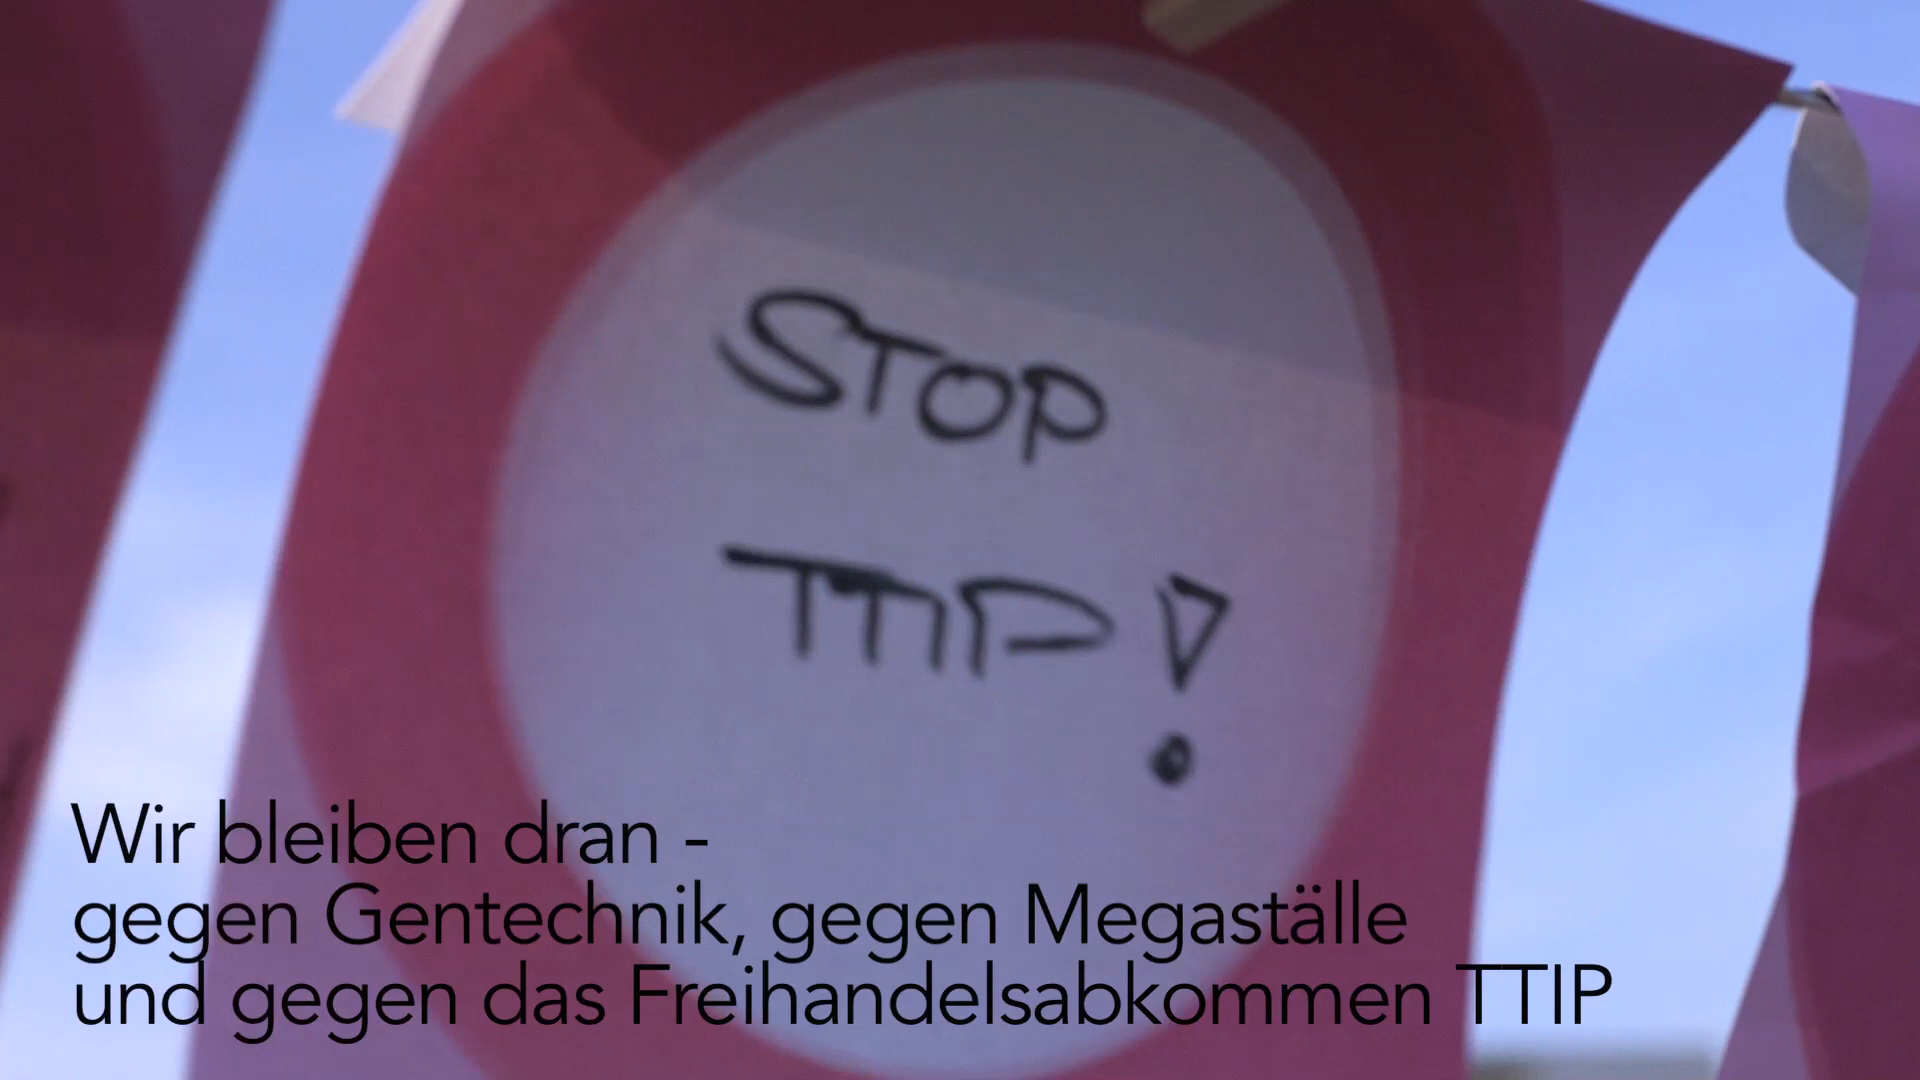 STOP
TTIP!
Wir bleiben dran -
gegen Gentechnik, gegen Megaställe
und gegen das Freihandelsabkommen TTIP